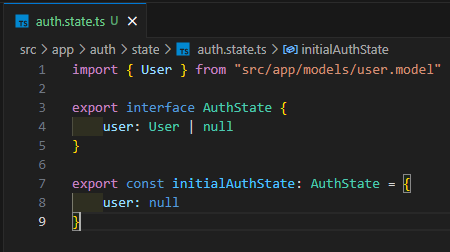 TS auth.state.ts U ×
src > app > auth > state > TS auth.state.ts > initialAuthState
1 import { User } from "src/app/models/user.model"
2
3 export interface AuthState {
4     user: User | null
5 }
6
7 export const initialAuthState: AuthState = {
8     user: null
9 }